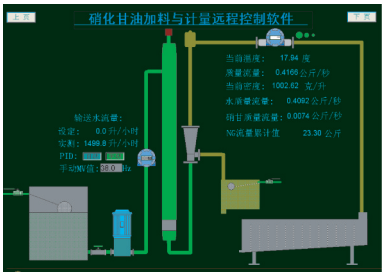 上 页
硝化甘油加料与计量远程控制软件
下 页
当前温度: 17.94 度
质量流量: 0.4166 公斤/秒
当前密度: 1002.62 克/升
水质量流量: 0.4092 公斤/秒
硝甘质量流量: 0.0074 公斤/秒
NG流量累计值 23.30 公斤
输送水流量:
设定: 0.0 升/小时
实测: 1499.8 升/小时
PID:
手动MV值: Hz